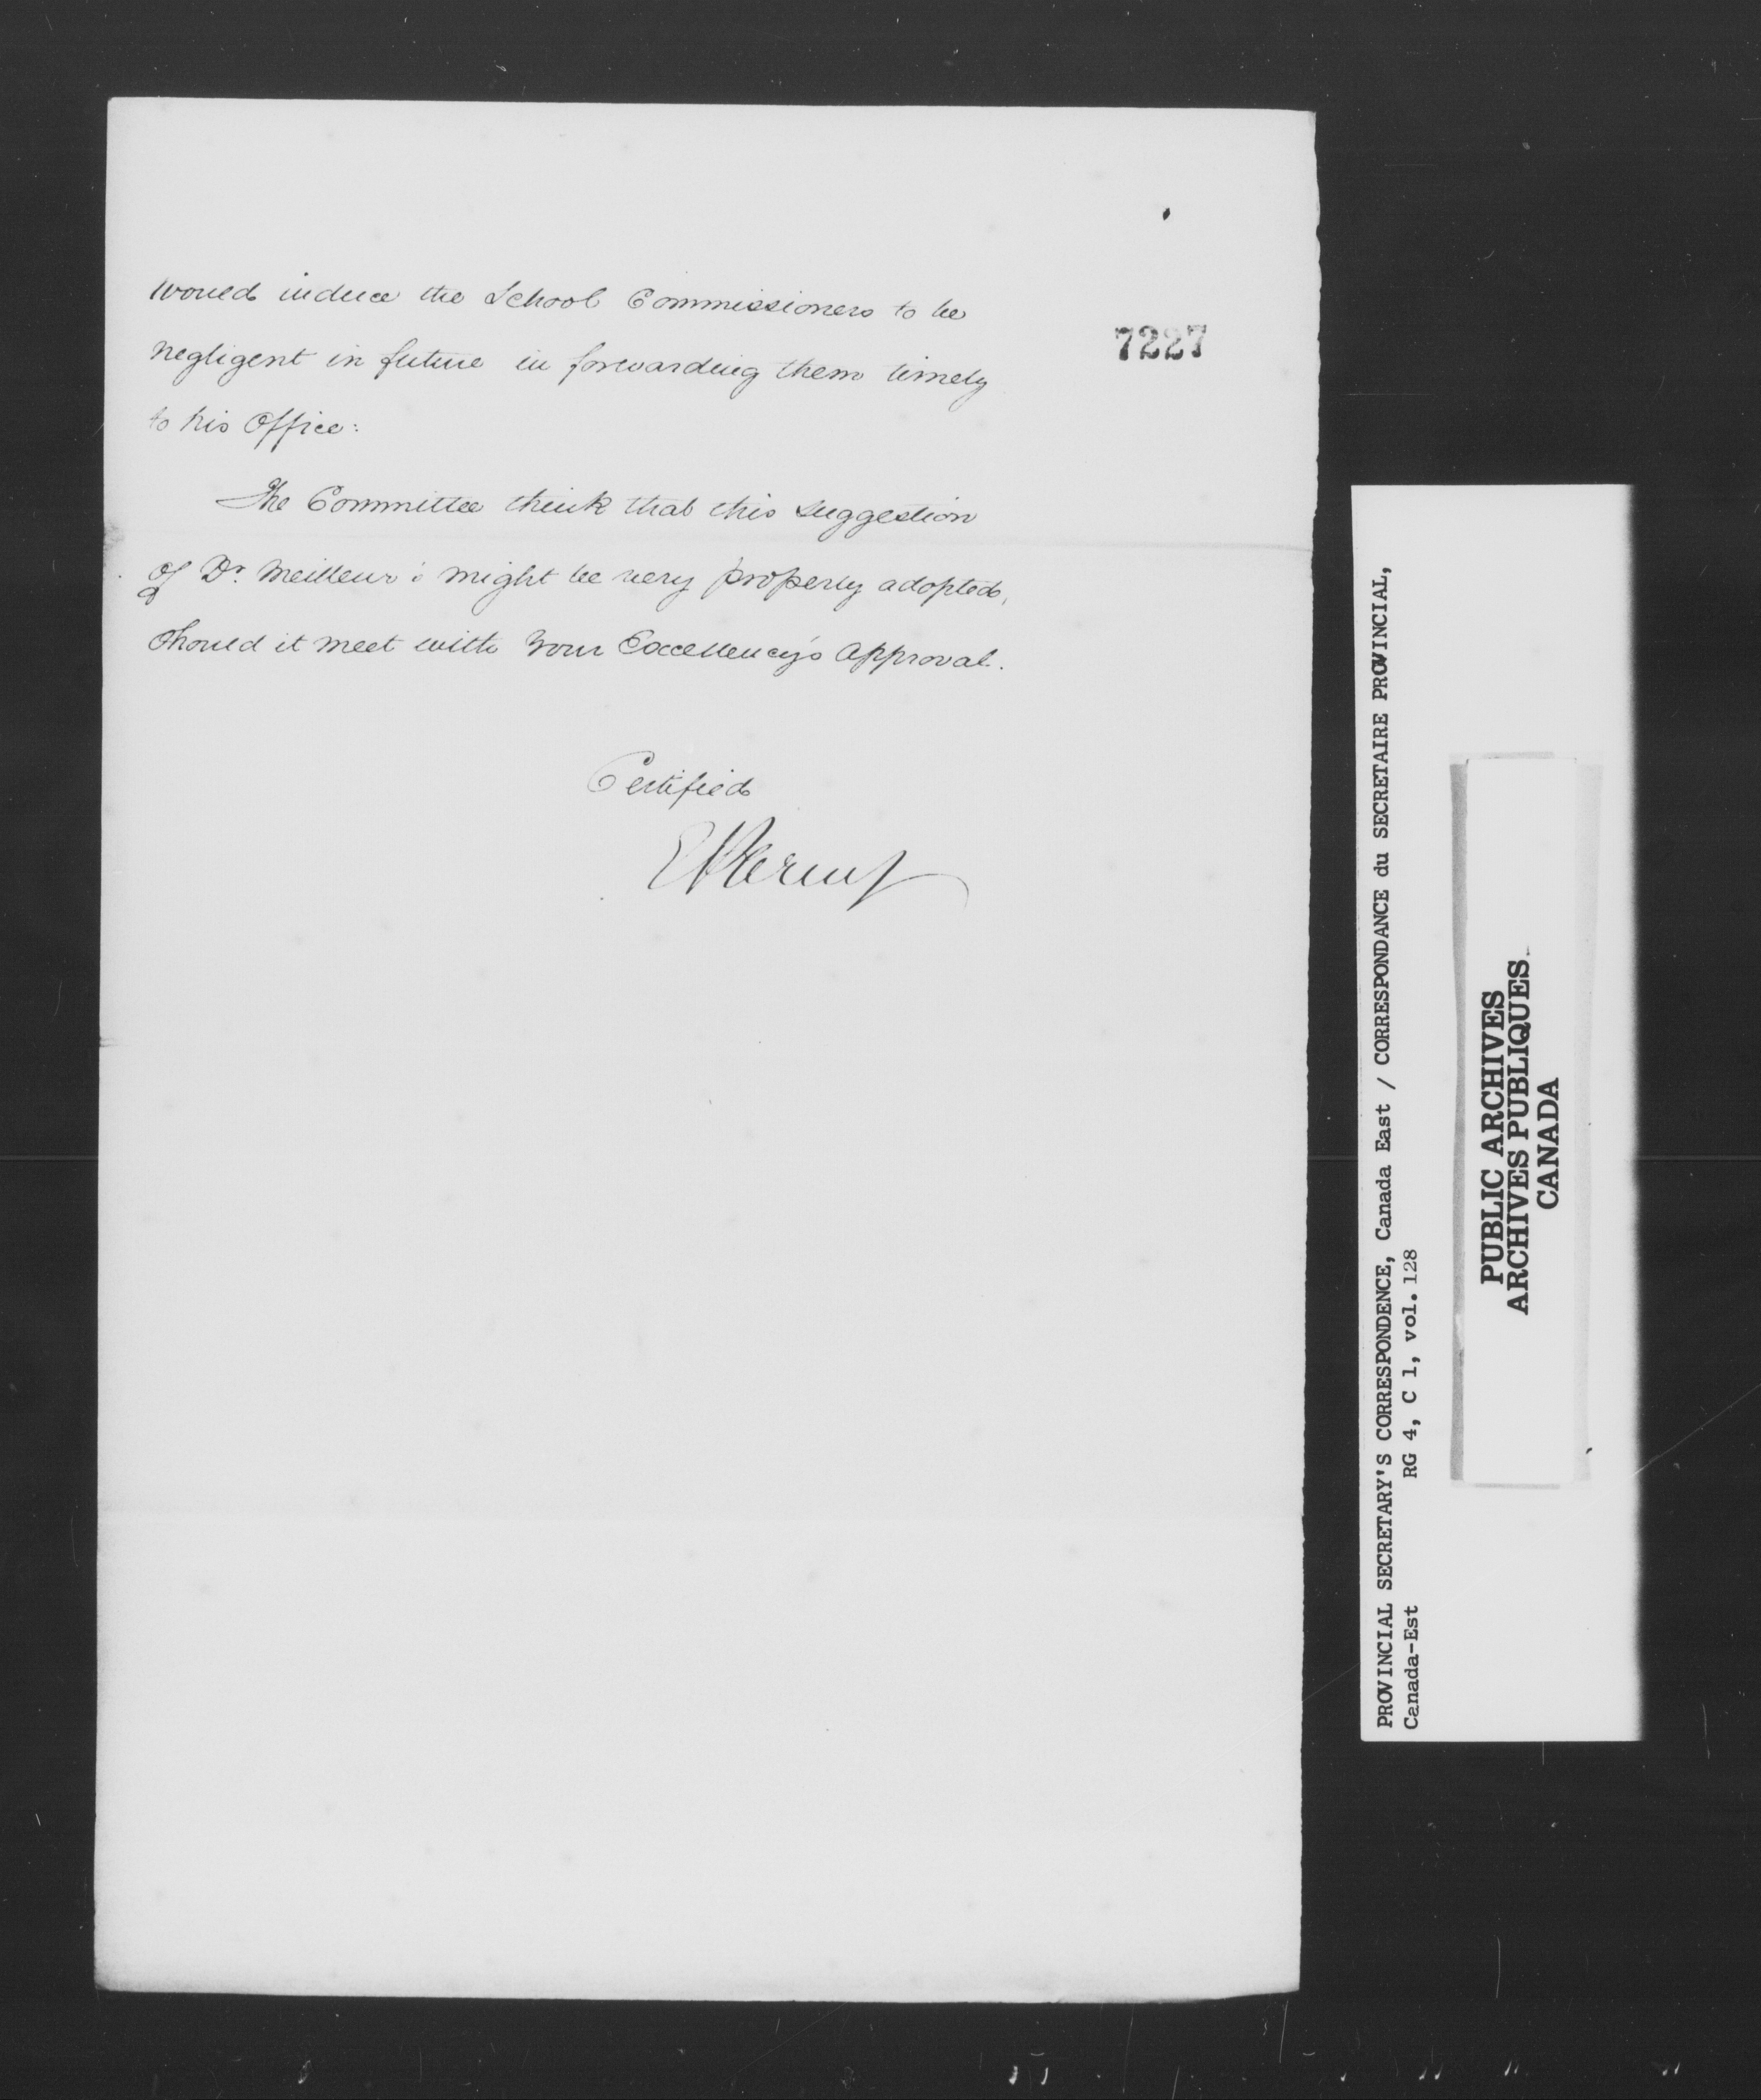 would induce the School Commissioners to be
negligent in future in forwarding them timely
to his Office:
The Committee think that this suggestion
of Dr. Meilleur's might be very properly adopted,
Should it meet with Your Excellency's Approval.
Certified
7227
PROVINCIAL SECRETARY'S CORRESPONDENCE, Canada East / CORRESPONDANCE du SECRETAIRE PROVINCIAL,
Canada-Est RG 4, C 1, vol. 128
PUBLIC ARCHIVES
ARCHIVES PUBLIQUES
CANADA